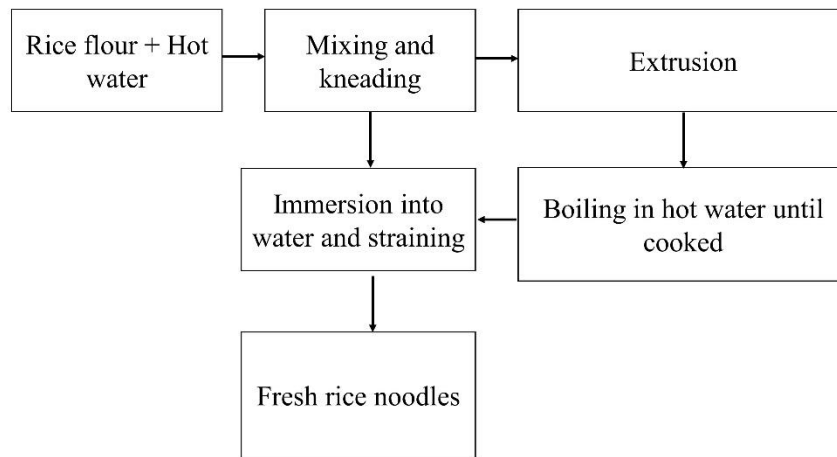 Rice flour + Hot
water
Mixing and
kneading
Extrusion
Immersion into
water and straining
Boiling in hot water until
cooked
Fresh rice noodles